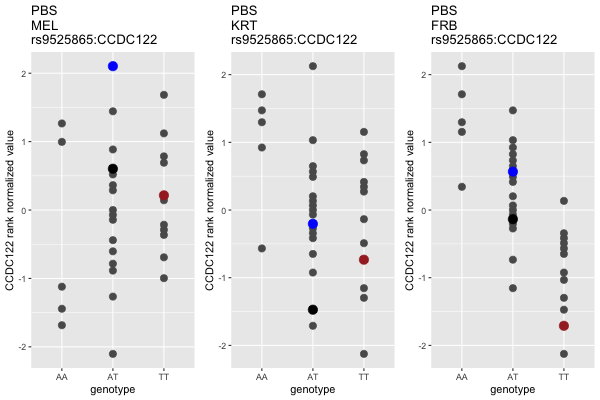 PBS
MEL
rs9525865:CCDC122
CCDC122 rank normalized value
2
1
0
-1
-2
AA
AT
TT
genotype
PBS
KRT
rs9525865:CCDC122
CCDC122 rank normalized value
2
1
0
-1
-2
AA
AT
TT
genotype
PBS
FRB
rs9525865:CCDC122
CCDC122 rank normalized value
2
1
0
-1
-2
AA
AT
TT
genotype